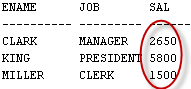 ENAME JOB SAL
---------- --------- ----------
CLARK MANAGER 2650
KING PRESIDENT 5800
MILLER CLERK 1500